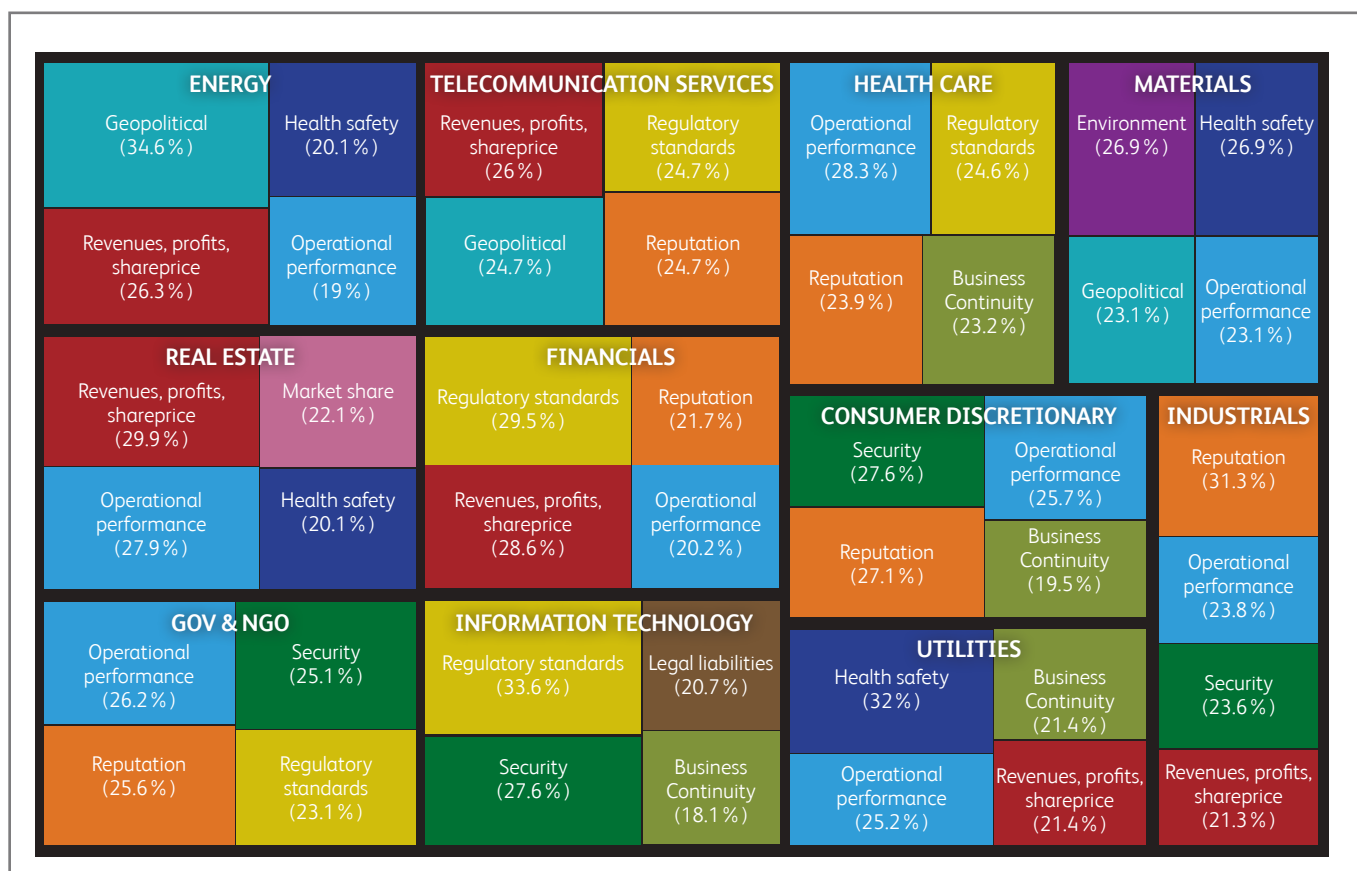 ENERGY
Geopolitical
(34.6%)
Health safety
(20.1%)
Revenues, profits,
shareprice
(26.3%)
Operational
performance
(19%)
TELECOMMUNICATION SERVICES
Revenues, profits,
shareprice
(26%)
Regulatory
standards
(24.7%)
Geopolitical
(24.7%)
Reputation
(24.7%)
HEALTH CARE
Operational
performance
(28.3%)
Regulatory
standards
(24.6%)
Reputation
(23.9%)
Business
Continuity
(23.2%)
MATERIALS
Environment
(26.9%)
Health safety
(26.9%)
Geopolitical
(23.1%)
Operational
performance
(23.1%)
REAL ESTATE
Revenues, profits,
shareprice
(29.9%)
Market share
(22.1%)
Operational
performance
(27.9%)
Health safety
(20.1%)
FINANCIALS
Regulatory standards
(29.5%)
Reputation
(21.7%)
Revenues, profits,
shareprice
(28.6%)
Operational
performance
(20.2%)
CONSUMER DISCRETIONARY
Security
(27.6%)
Operational
performance
(25.7%)
Reputation
(27.1%)
Business
Continuity
(19.5%)
INDUSTRIALS
Reputation
(31.3%)
Operational
performance
(23.8%)
Security
(23.6%)
Revenues, profits,
shareprice
(21.3%)
GOV & NGO
Operational
performance
(26.2%)
Security
(25.1%)
Reputation
(25.6%)
Regulatory
standards
(23.1%)
INFORMATION TECHNOLOGY
Regulatory standards
(33.6%)
Legal liabilities
(20.7%)
Security
(27.6%)
Business
Continuity
(18.1%)
UTILITIES
Health safety
(32%)
Business
Continuity
(21.4%)
Operational
performance
(25.2%)
Revenues, profits,
shareprice
(21.4%)